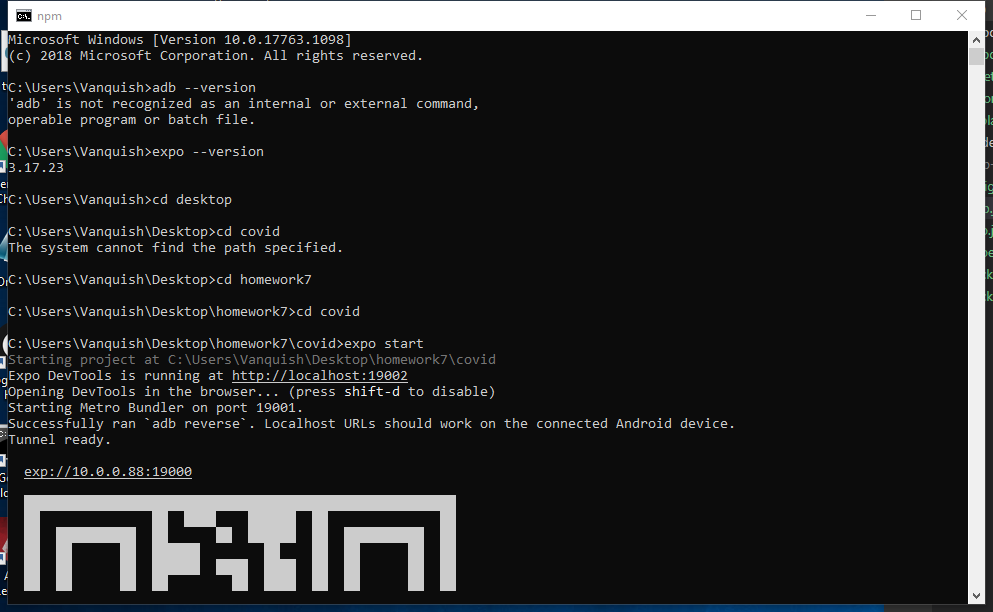 npm
Microsoft Windows [Version 10.0.17763.1098]
(c) 2018 Microsoft Corporation. All rights reserved.
C:\Users\Vanquish>adb --version
'adb' is not recognized as an internal or external command,
operable program or batch file.
C:\Users\Vanquish>expo --version
3.17.23
C:\Users\Vanquish>cd desktop
C:\Users\Vanquish\Desktop>cd covid
The system cannot find the path specified.
C:\Users\Vanquish\Desktop>cd homework7
C:\Users\Vanquish\Desktop\homework7>cd covid
C:\Users\Vanquish\Desktop\homework7\covid>expo start
Starting project at C:\Users\Vanquish\Desktop\homework7\covid
Expo DevTools is running at http://localhost:19002
Opening DevTools in the browser... (press shift-d to disable)
Starting Metro Bundler on port 19001.
Successfully ran `adb reverse`. Localhost URLs should work on the connected Android device.
Tunnel ready.
exp://10.0.0.88:19000